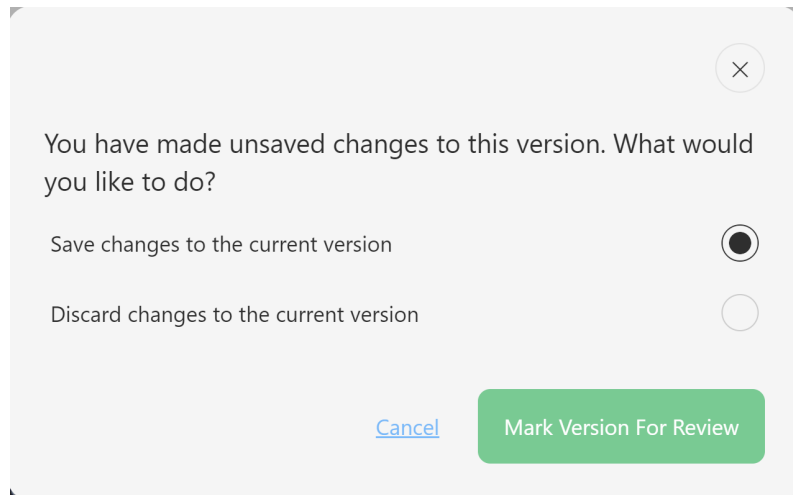 You have made unsaved changes to this version. What would
you like to do?
Save changes to the current version
Discard changes to the current version
Cancel
Mark Version For Review